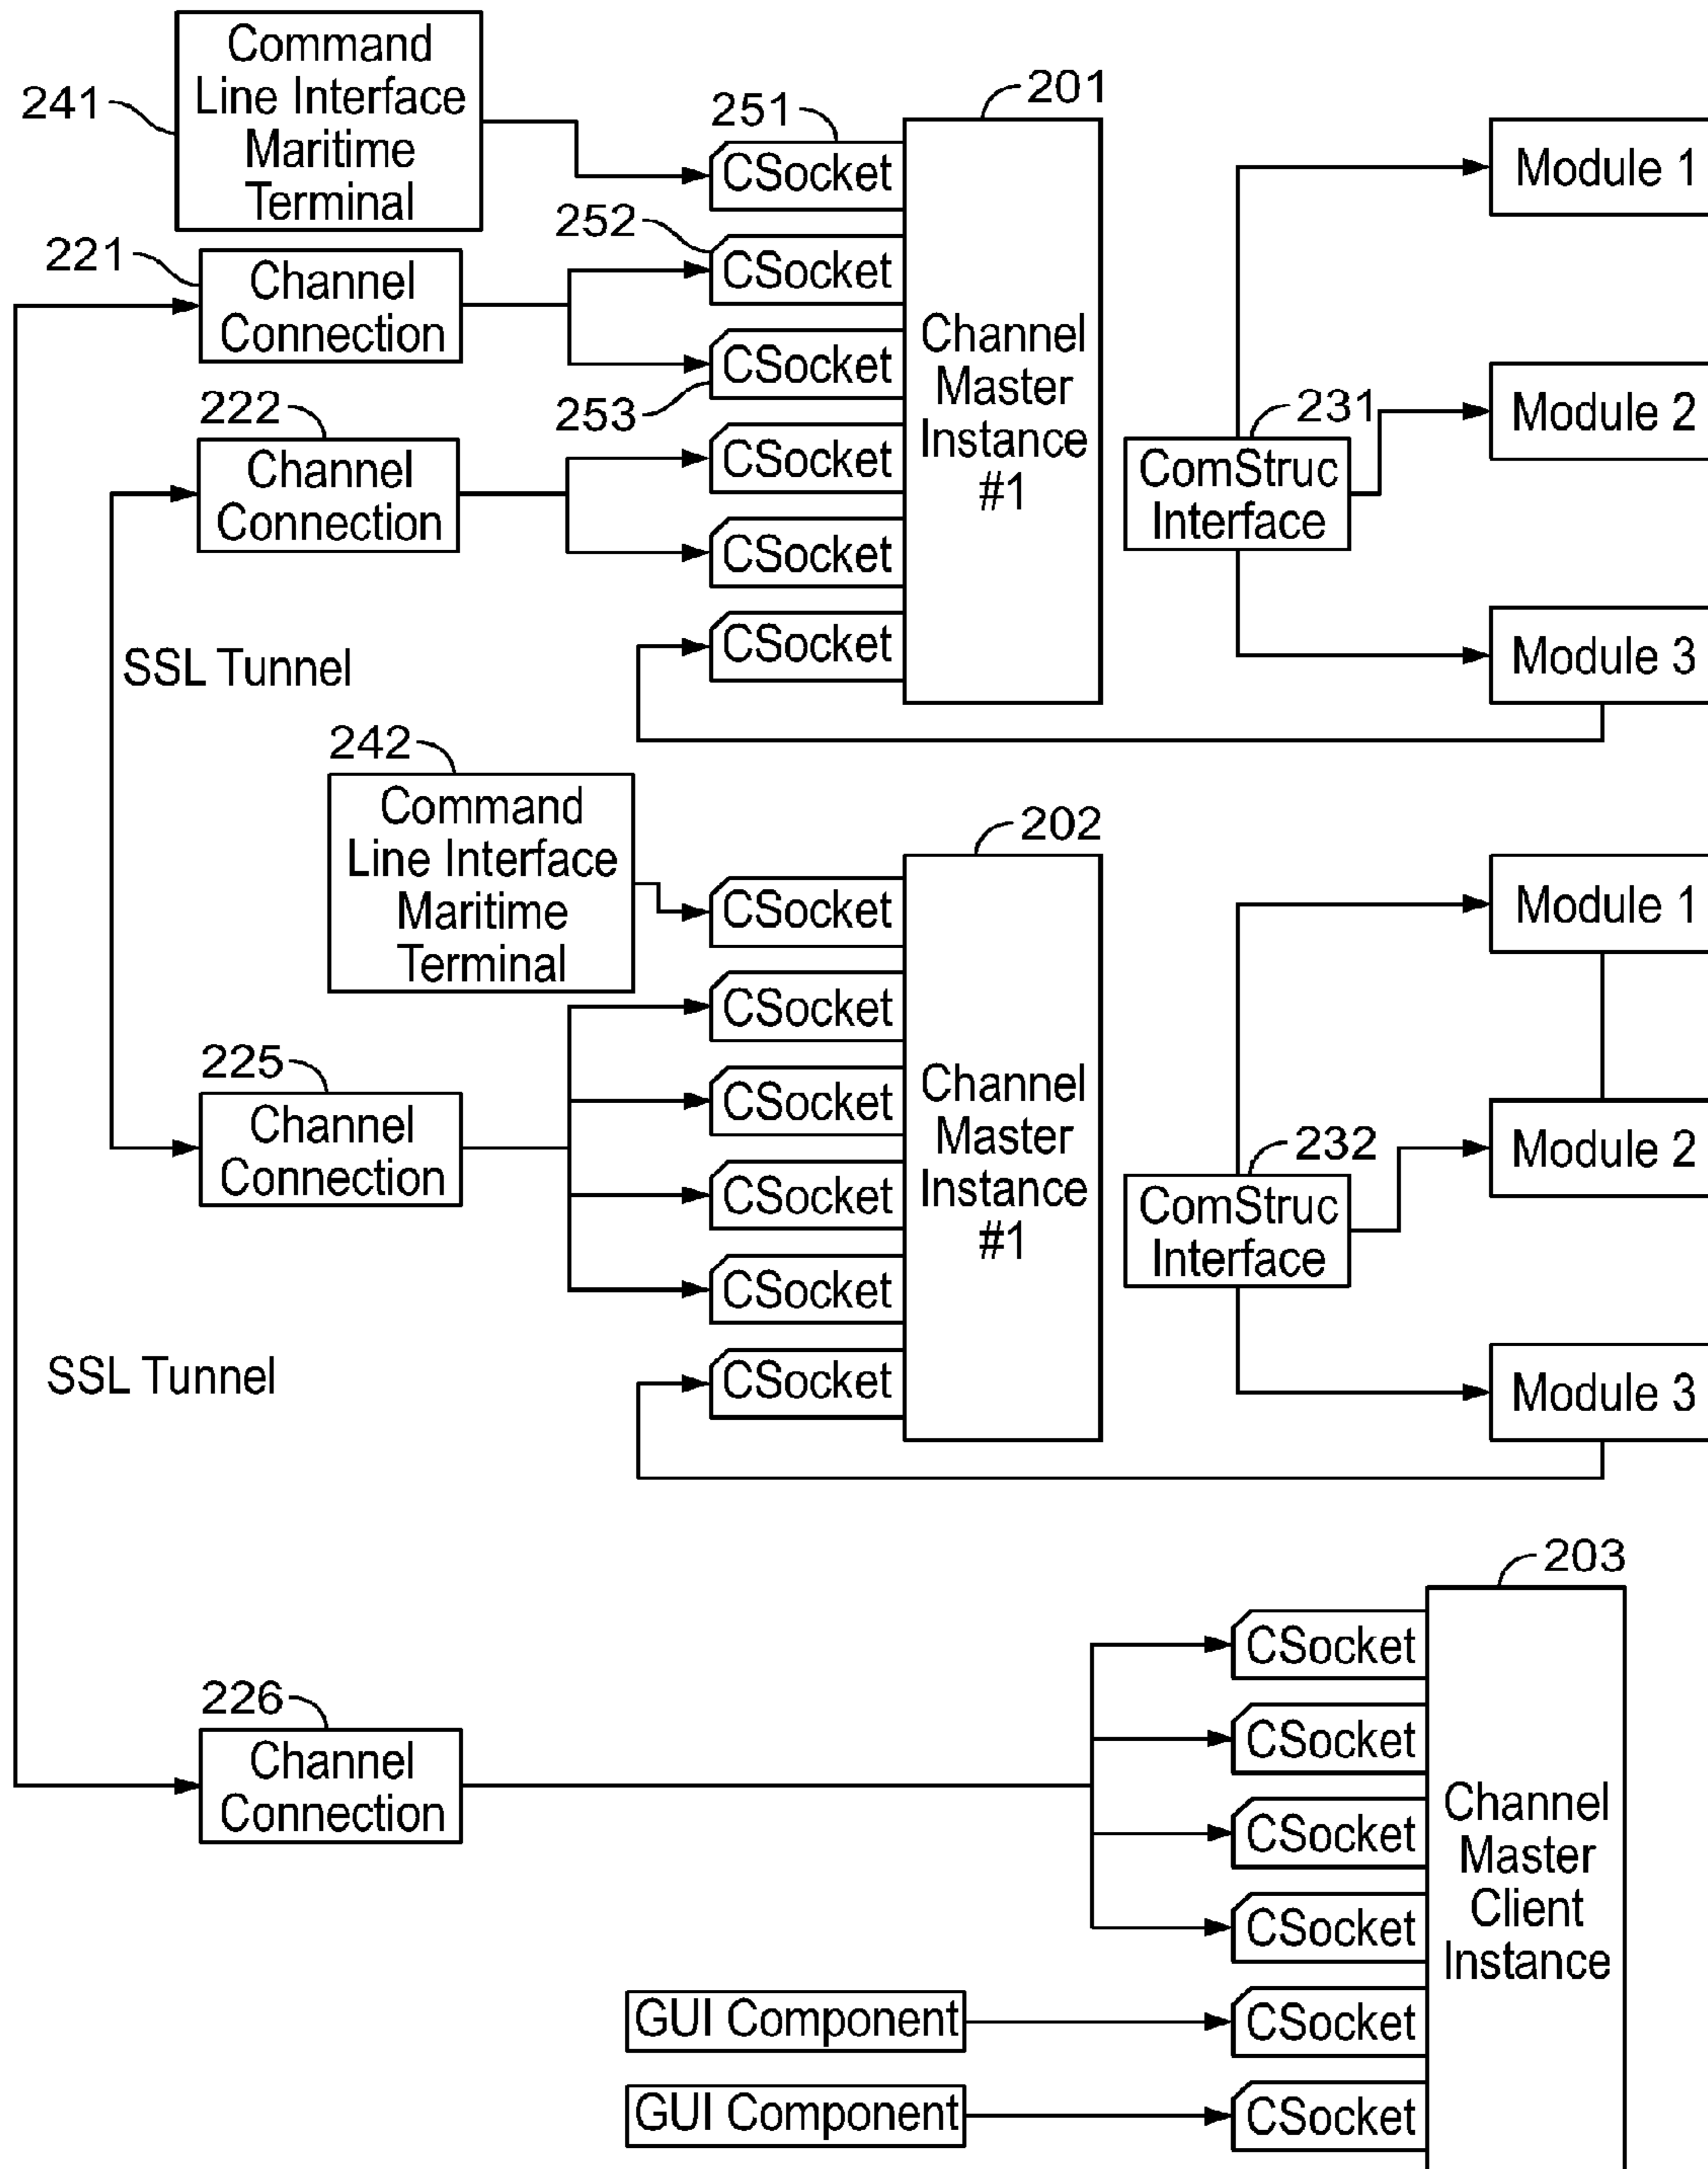 241
Command
Line Interface
Maritime
Terminal
251
CSocket
201
Channel
Master
Instance
#1
221
Channel
Connection
252
CSocket
CSocket
253
222
Channel
Connection
CSocket
CSocket
CSocket
231
ComStruc
Interface
Module 1
Module 2
Module 3
SSL Tunnel
242
Command
Line Interface
Maritime
Terminal
CSocket
202
Channel
Master
Instance
#1
225
Channel
Connection
CSocket
CSocket
CSocket
CSocket
CSocket
232
ComStruc
Interface
Module 1
Module 2
Module 3
SSL Tunnel
226
Channel
Connection
203
Channel
Master
Client
Instance
CSocket
CSocket
CSocket
CSocket
GUI Component
CSocket
GUI Component
CSocket